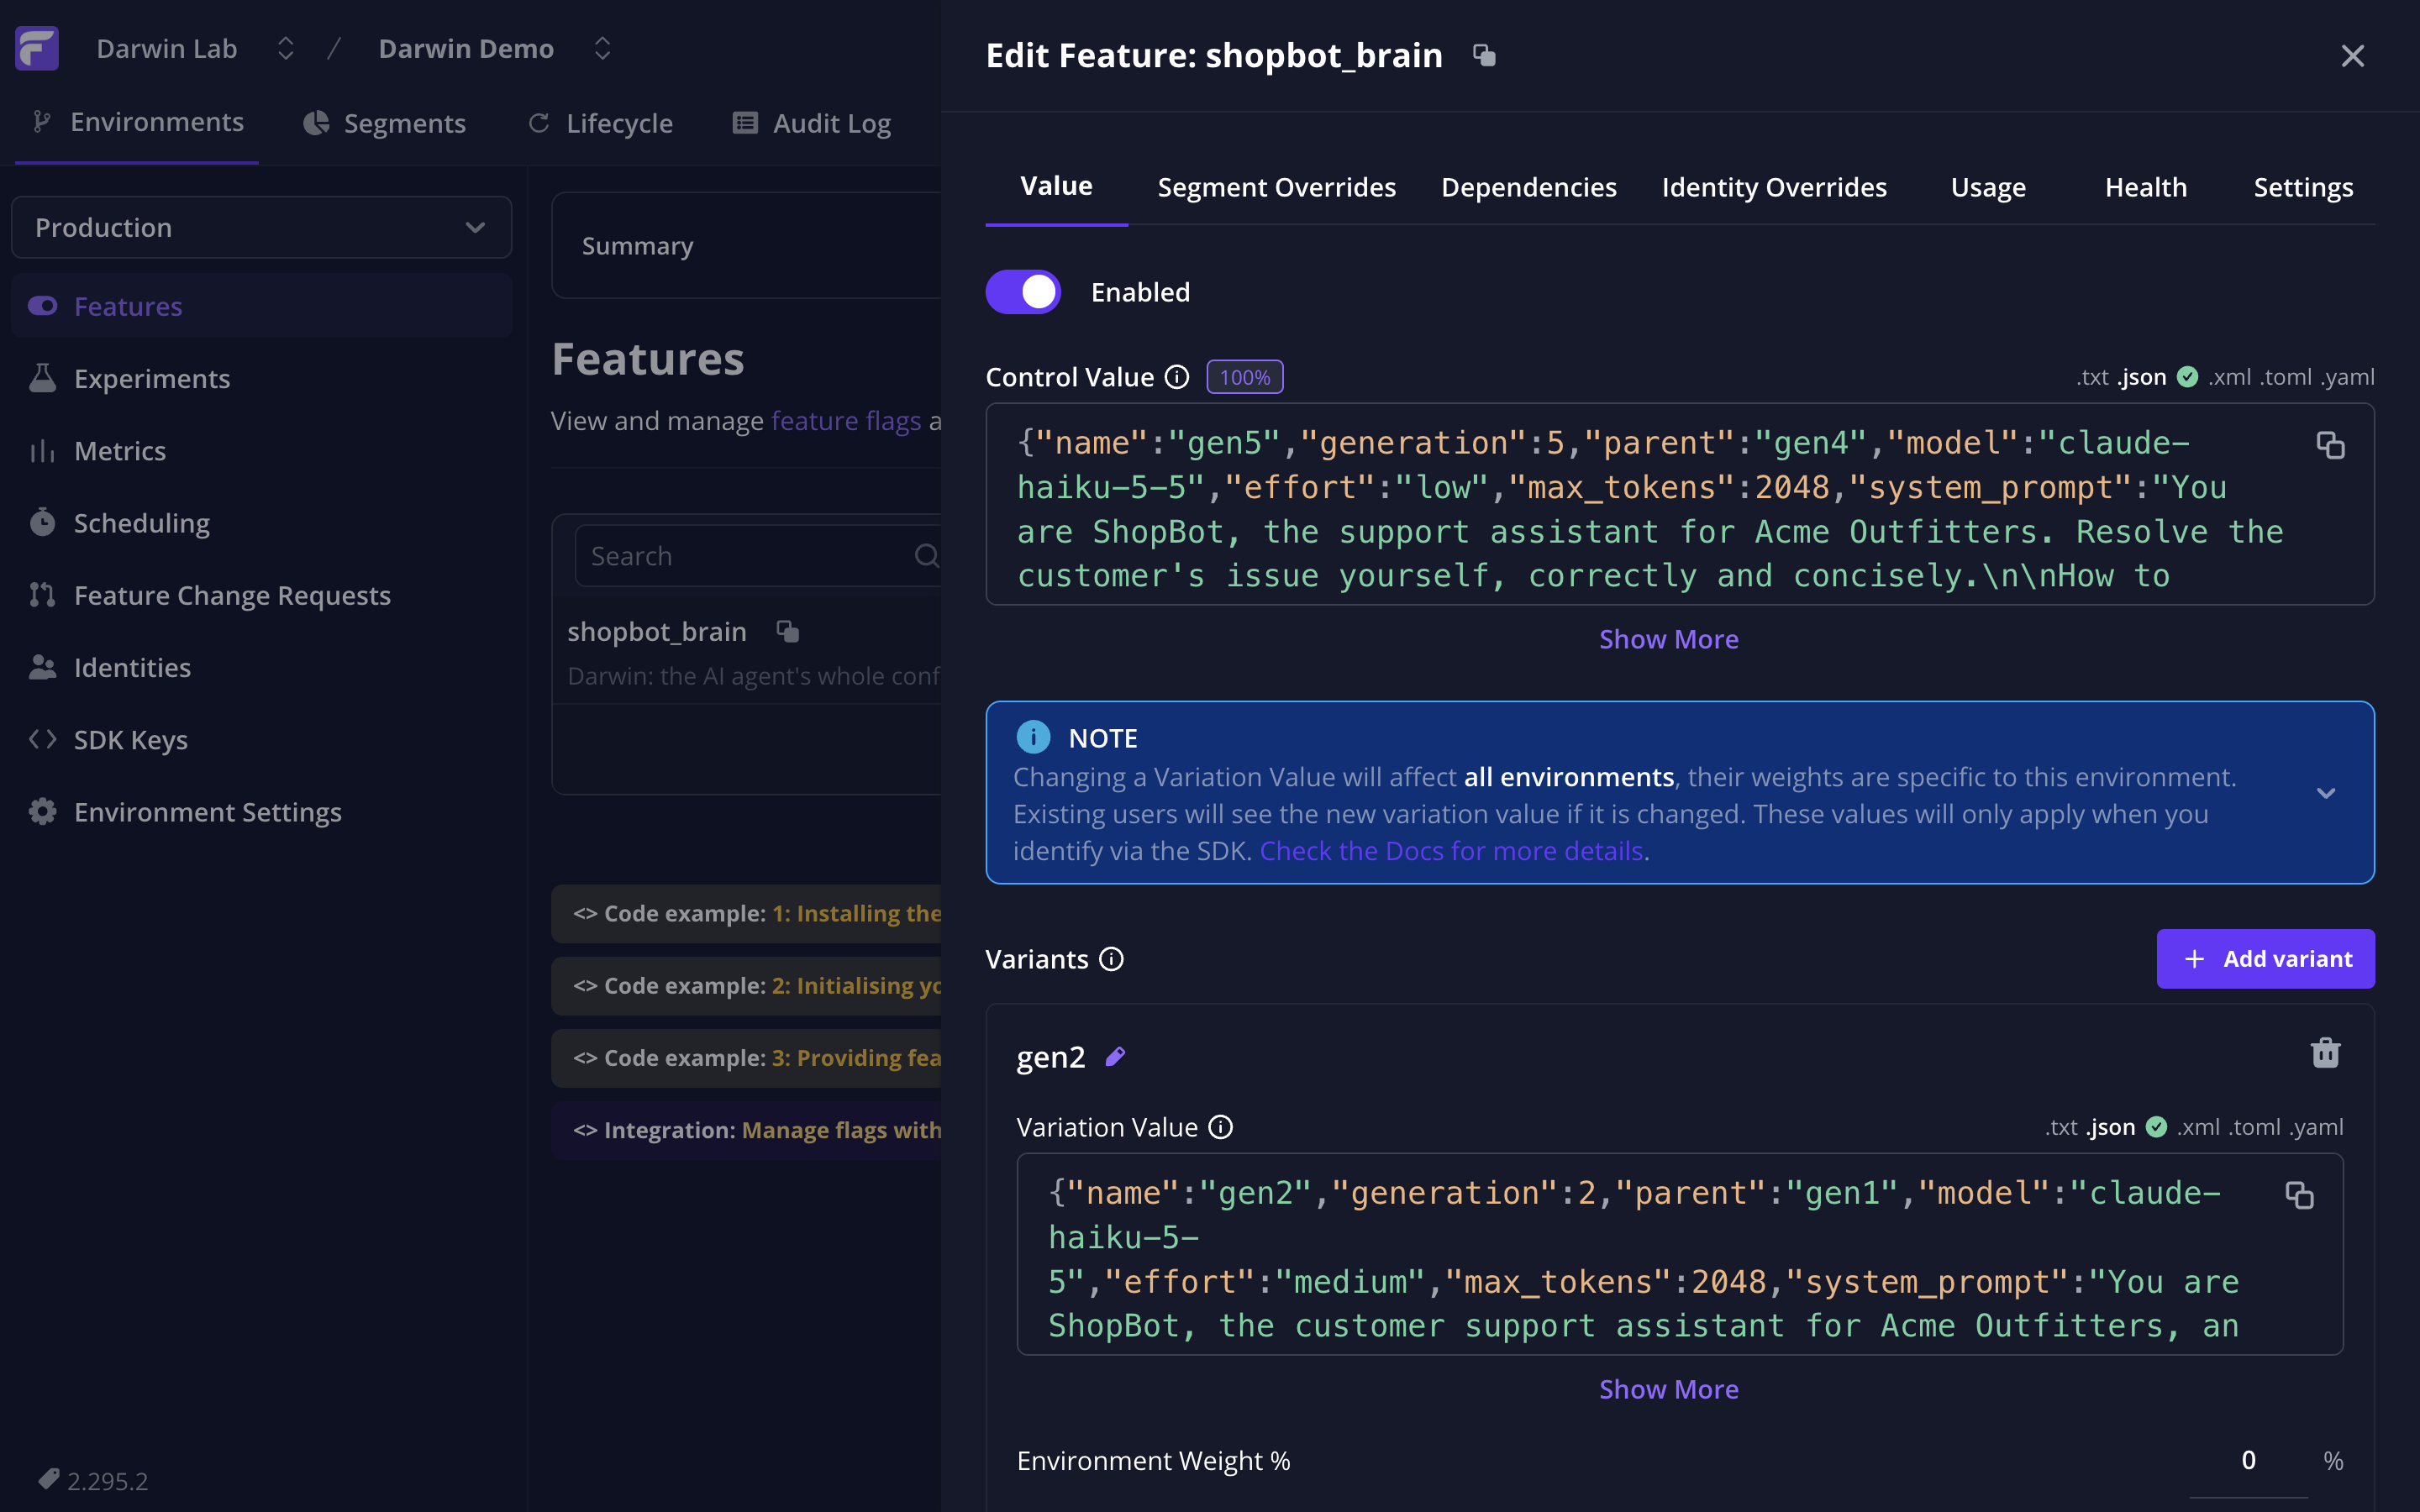 Darwin Lab / Darwin Demo
Environments Segments Lifecycle Audit Log
Production
Features
Experiments
Metrics
Scheduling
Feature Change Requests
Identities
SDK Keys
Environment Settings
2.295.2
Summary
Features
View and manage feature flags a
Search
shopbot_brain
Darwin: the AI agent's whole conf
<> Code example: 1: Installing the
<> Code example: 2: Initialising yo
<> Code example: 3: Providing fea
<> Integration: Manage flags with
Edit Feature: shopbot_brain
Value Segment Overrides Dependencies Identity Overrides Usage Health Settings
Enabled
Control Value 100% .txt .json .xml .toml .yaml
{"name":"gen5","generation":5,"parent":"gen4","model":"claude-
haiku-5-5","effort":"low","max_tokens":2048,"system_prompt":"You
are ShopBot, the support assistant for Acme Outfitters. Resolve the
customer's issue yourself, correctly and concisely.\n\nHow to
Show More
NOTE
Changing a Variation Value will affect all environments, their weights are specific to this environment.
Existing users will see the new variation value if it is changed. These values will only apply when you
identify via the SDK. Check the Docs for more details.
Variants
+ Add variant
gen2
Variation Value .txt .json .xml .toml .yaml
{"name":"gen2","generation":2,"parent":"gen1","model":"claude-
haiku-5-
5","effort":"medium","max_tokens":2048,"system_prompt":"You are
ShopBot, the customer support assistant for Acme Outfitters, an
Show More
Environment Weight % 0 %